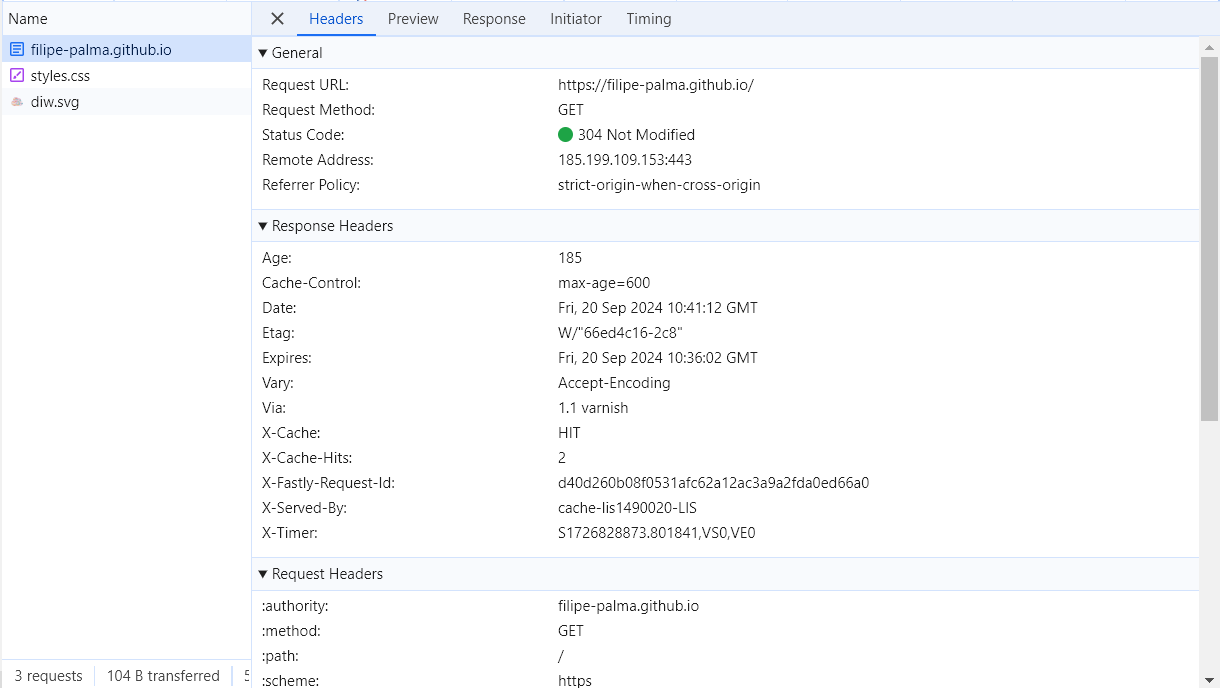 Name
filipe-palma.github.io
styles.css
diw.svg
3 requests 104 B transferred
Headers Preview Response Initiator Timing
General
Request URL: https://filipe-palma.github.io/
Request Method: GET
Status Code: 304 Not Modified
Remote Address: 185.199.109.153:443
Referrer Policy: strict-origin-when-cross-origin
Response Headers
Age: 185
Cache-Control: max-age=600
Date: Fri, 20 Sep 2024 10:41:12 GMT
Etag: W/"66ed4c16-2c8"
Expires: Fri, 20 Sep 2024 10:36:02 GMT
Vary: Accept-Encoding
Via: 1.1 varnish
X-Cache: HIT
X-Cache-Hits: 2
X-Fastly-Request-Id: d40d260b08f0531afc62a12ac3a9a2fda0ed66a0
X-Served-By: cache-lis1490020-LIS
X-Timer: S1726828873.801841,VS0,VE0
Request Headers
:authority: filipe-palma.github.io
:method: GET
:path: /
:scheme: https